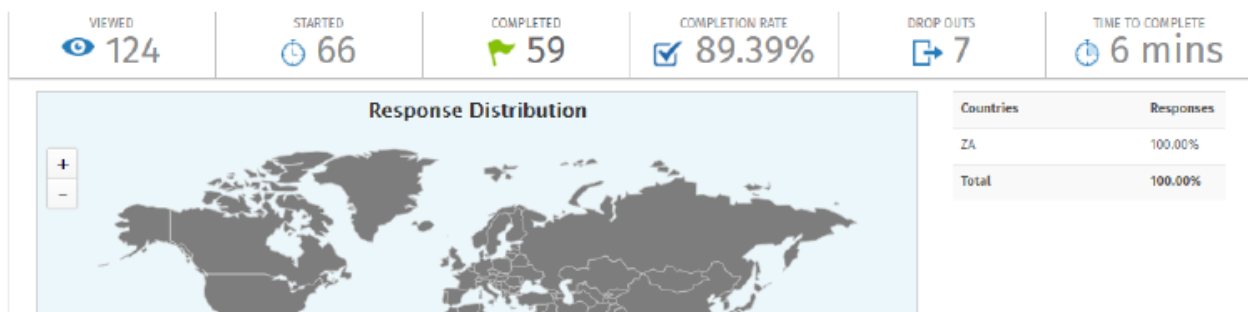 VIEWED STARTED COMPLETED COMPLETION RATE DROP OUTS TIME TO COMPLETE
124 66 59 89.39% 7 6 mins
Response Distribution
+
−
Countries Responses
ZA 100.00%
Total 100.00%